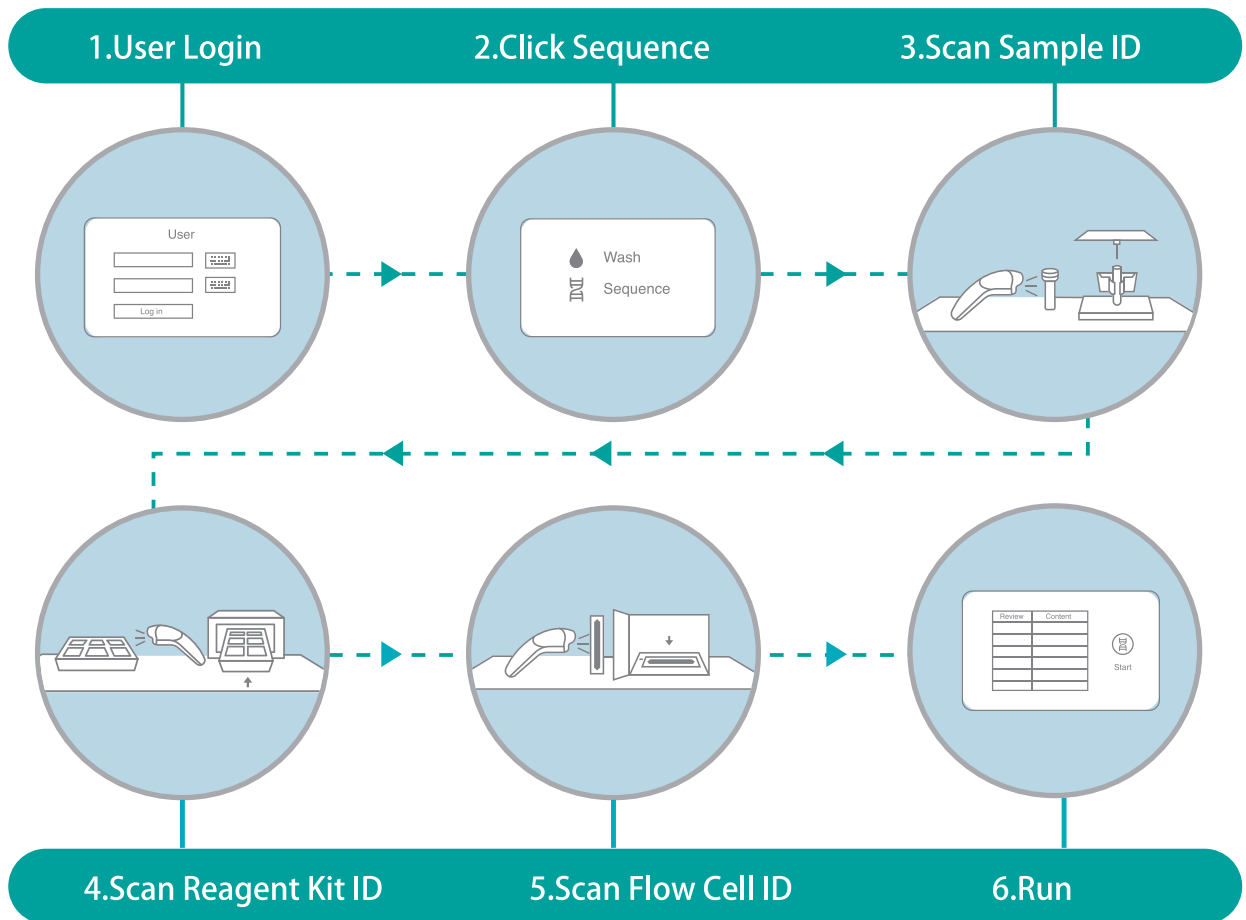 1.User Login
2.Click Sequence
3.Scan Sample ID
User
Log in
Wash
Sequence
Review Content
Start
4.Scan Reagent Kit ID
5.Scan Flow Cell ID
6.Run